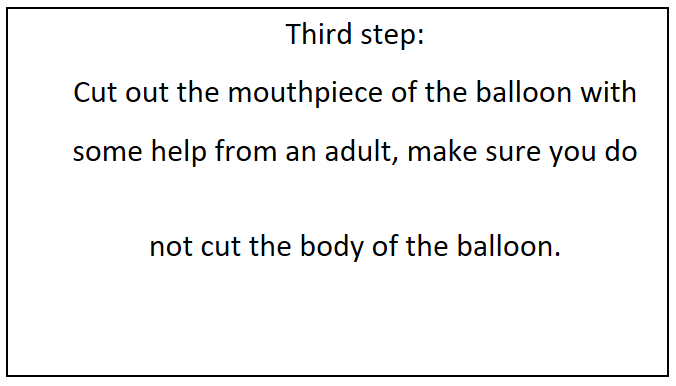 Third step:
Cut out the mouthpiece of the balloon with
some help from an adult, make sure you do
not cut the body of the balloon.